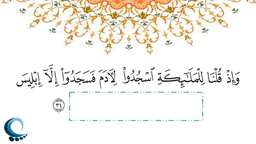 وَإِذْ قُلْنَا لِلْمَلَٰٓئِكَةِ ٱسْجُدُوا۟ لِـَٔادَمَ فَسَجَدُوٓا۟ إِلَّآ إِبْلِيسَ